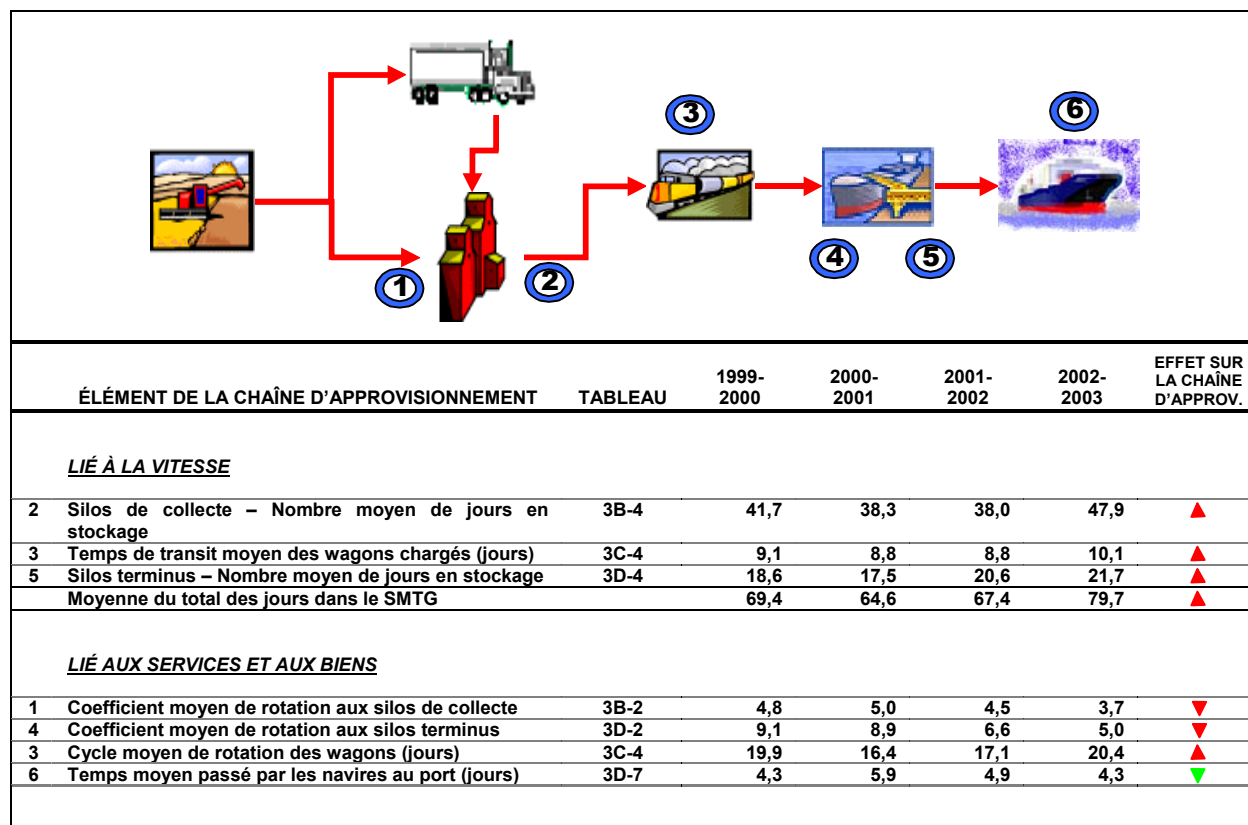 3
6
4
5
1
2
ÉLÉMENT DE LA CHAÎNE D'APPROVISIONNEMENT TABLEAU 1999-2000 2000-2001 2001-2002 2002-2003 EFFET SUR LA CHAÎNE D'APPROV.
LIÉ À LA VITESSE
2 Silos de collecte – Nombre moyen de jours en 3B-4 41,7 38,3 38,0 47,9 ▲
stockage
3 Temps de transit moyen des wagons chargés (jours) 3C-4 9,1 8,8 8,8 10,1 ▲
5 Silos terminus – Nombre moyen de jours en stockage 3D-4 18,6 17,5 20,6 21,7 ▲
Moyenne du total des jours dans le SMTG 69,4 64,6 67,4 79,7 ▲
LIÉ AUX SERVICES ET AUX BIENS
1 Coefficient moyen de rotation aux silos de collecte 3B-2 4,8 5,0 4,5 3,7 ▼
4 Coefficient moyen de rotation aux silos terminus 3D-2 9,1 8,9 6,6 5,0 ▼
3 Cycle moyen de rotation des wagons (jours) 3C-4 19,9 16,4 17,1 20,4 ▲
6 Temps moyen passé par les navires au port (jours) 3D-7 4,3 5,9 4,9 4,3 ▼